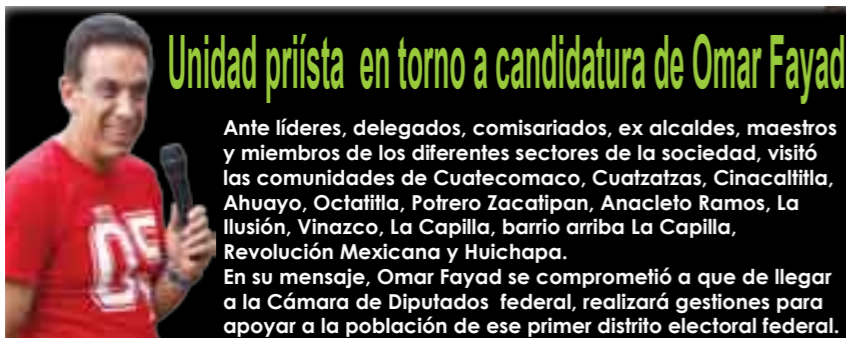 Unidad priísta en torno a candidatura de Omar Fayad
Ante líderes, delegados, comisariados, ex alcaldes, maestros
y miembros de los diferentes sectores de la sociedad, visitó
las comunidades de Cuatecomaco, Cuatzatzas, Cinacaltitla,
Ahuayo, Octatitla, Potrero Zacatipan, Anacleto Ramos, La
Ilusión, Vinazco, La Capilla, barrio arriba La Capilla,
Revolución Mexicana y Huichapa.
En su mensaje, Omar Fayad se comprometió a que de llegar
a la Cámara de Diputados federal, realizará gestiones para
apoyar a la población de ese primer distrito electoral federal.